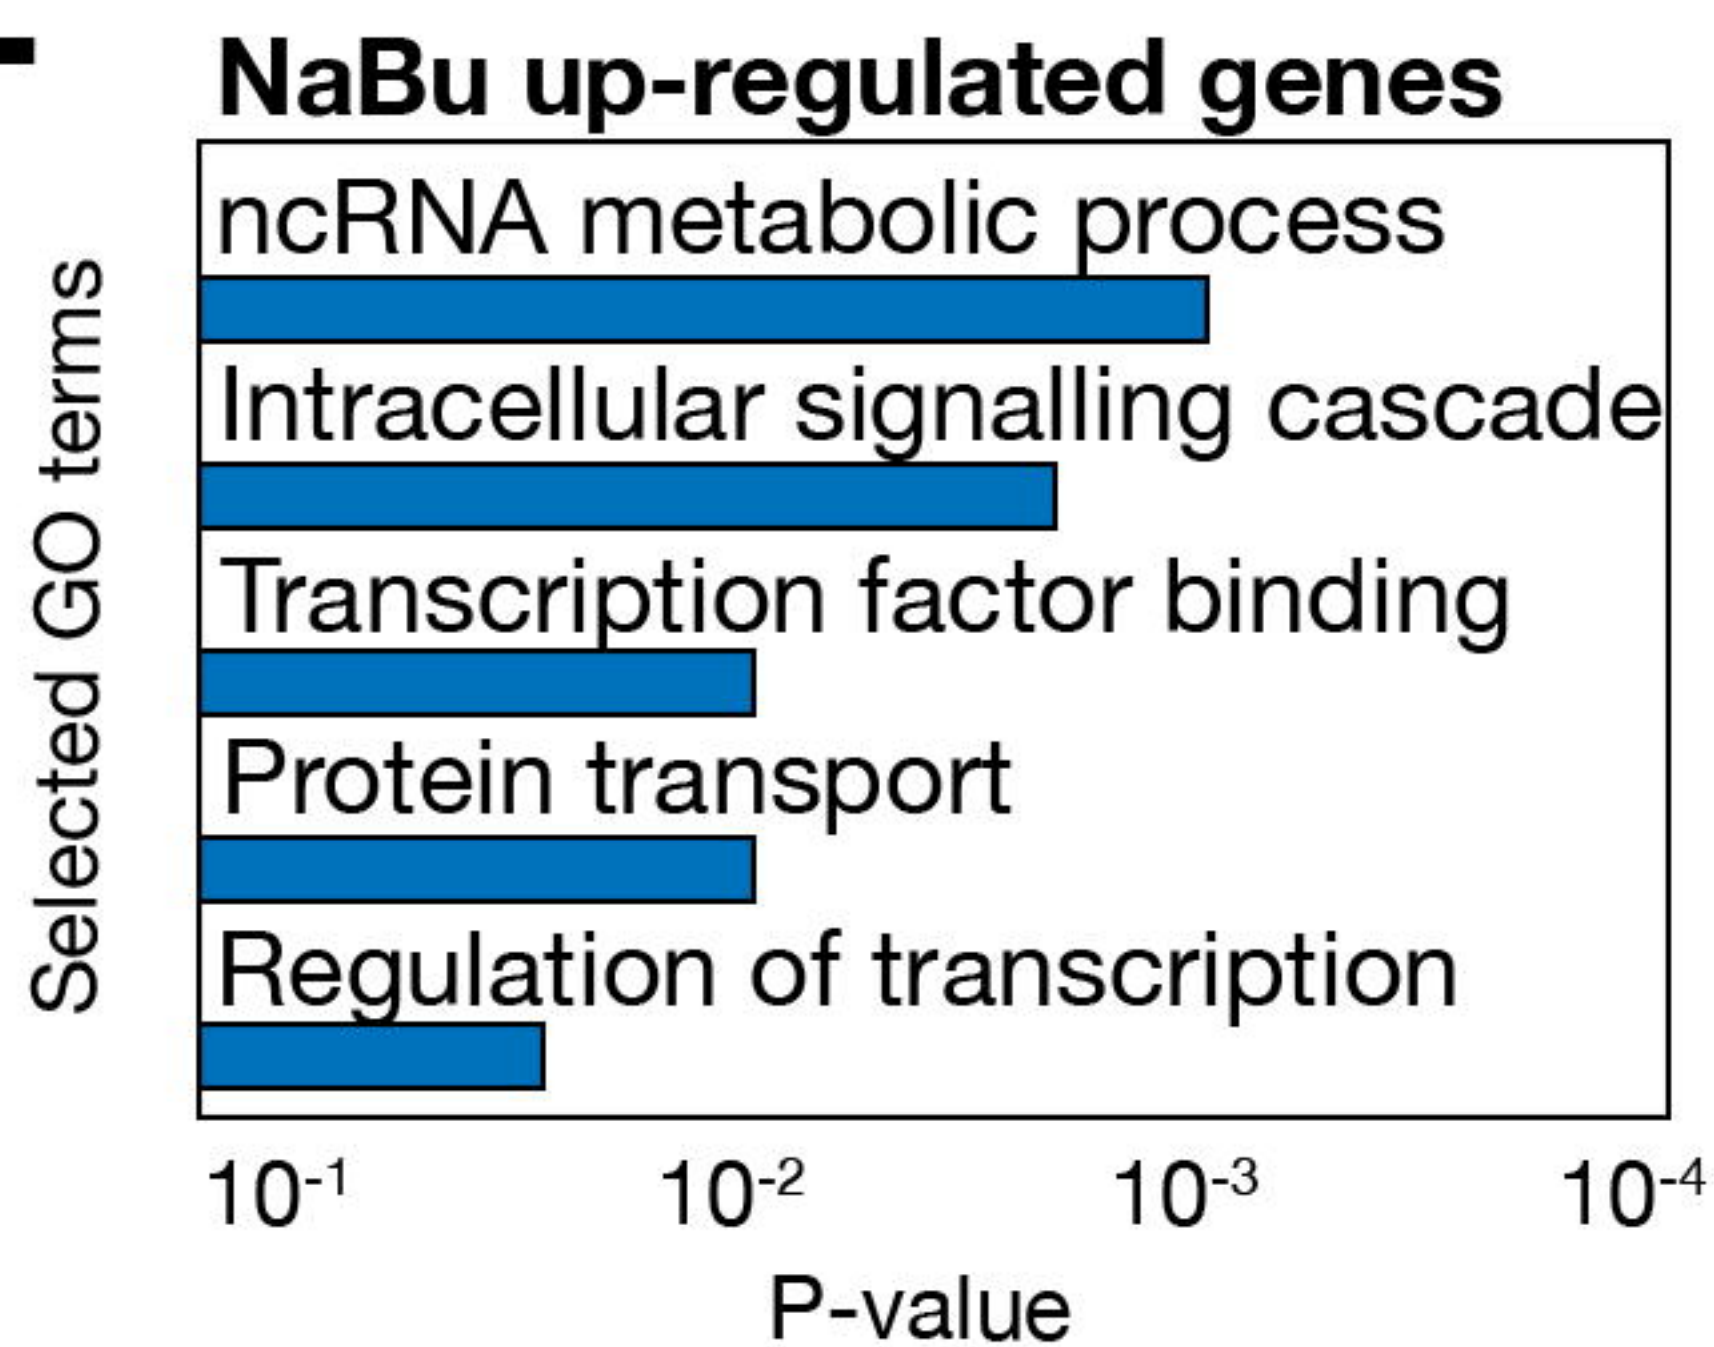 NaBu up-regulated genes
ncRNA metabolic process
Intracellular signalling cascade
Transcription factor binding
Protein transport
Regulation of transcription
Selected GO terms
10-1 10-2 10-3 10-4
P-value